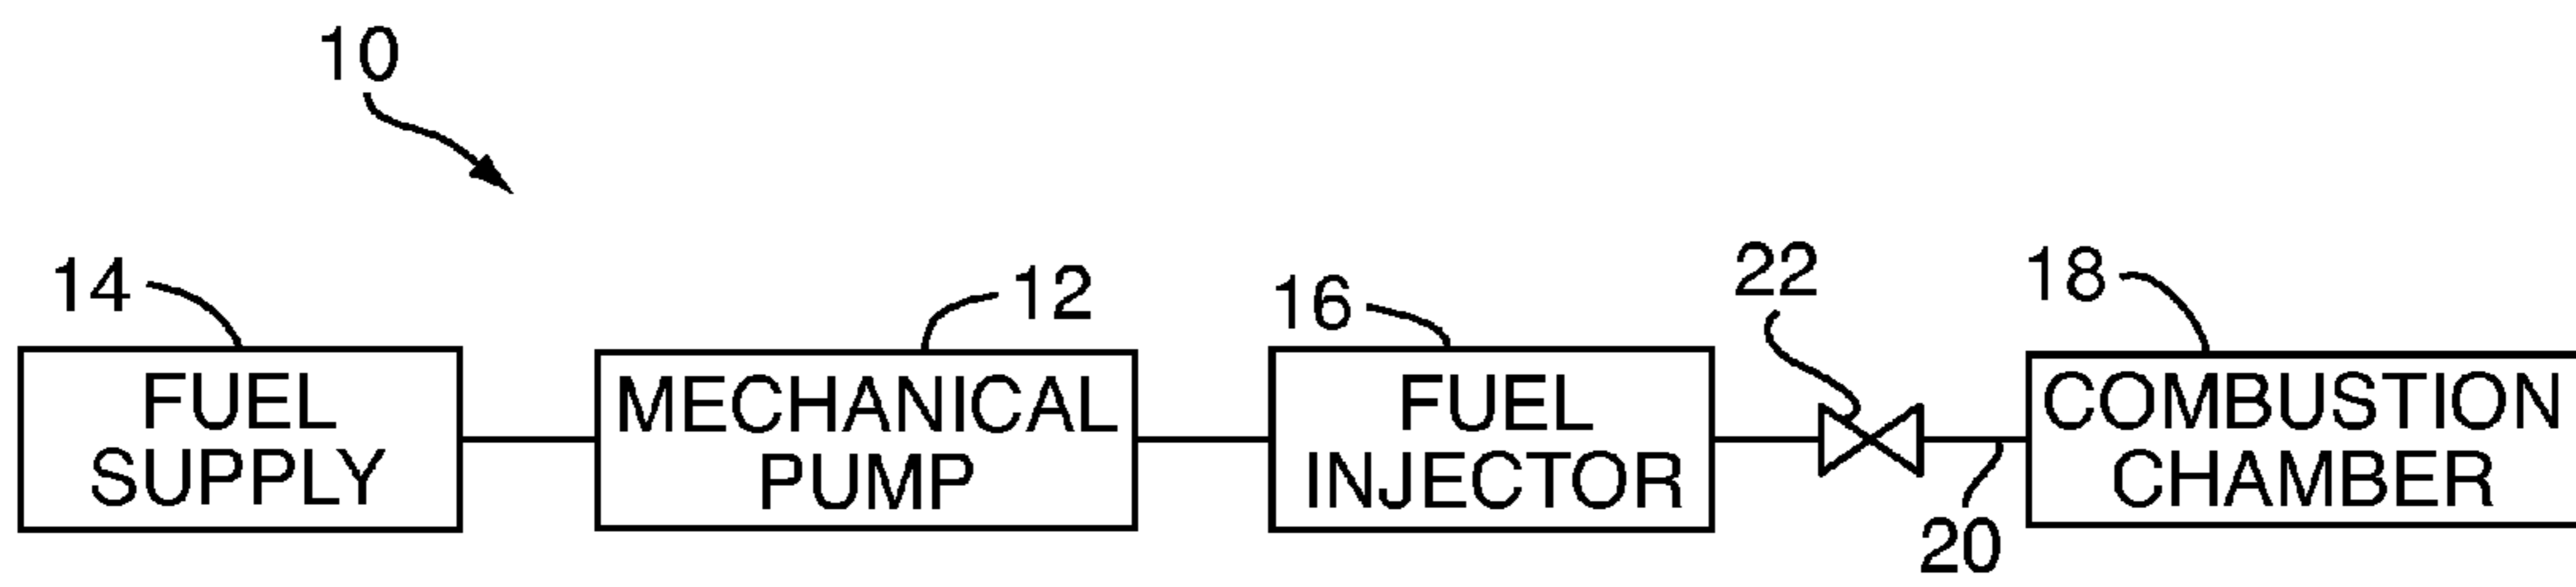 10
14
12
16
22
18
FUEL
SUPPLY
MECHANICAL
PUMP
FUEL
INJECTOR
COMBUSTION
CHAMBER
20